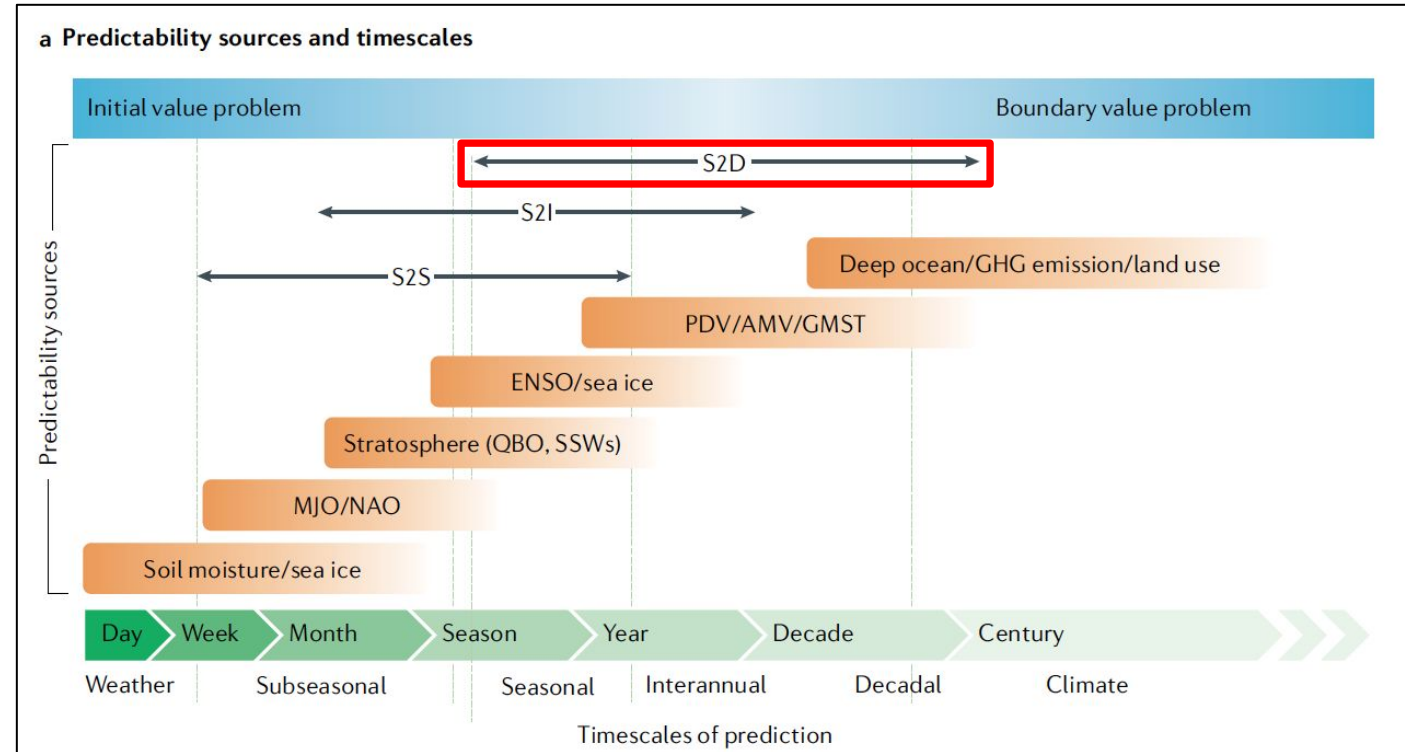 a Predictability sources and timescales
Initial value problem
Boundary value problem
S2D
S2I
S2S
Predictability sources
Deep ocean/GHG emission/land use
PDV/AMV/GMST
ENSO/sea ice
Stratosphere (QBO, SSWs)
MJO/NAO
Soil moisture/sea ice
Day Week Month Season Year Decade Century
Weather Subseasonal Seasonal Interannual Decadal Climate
Timescales of prediction